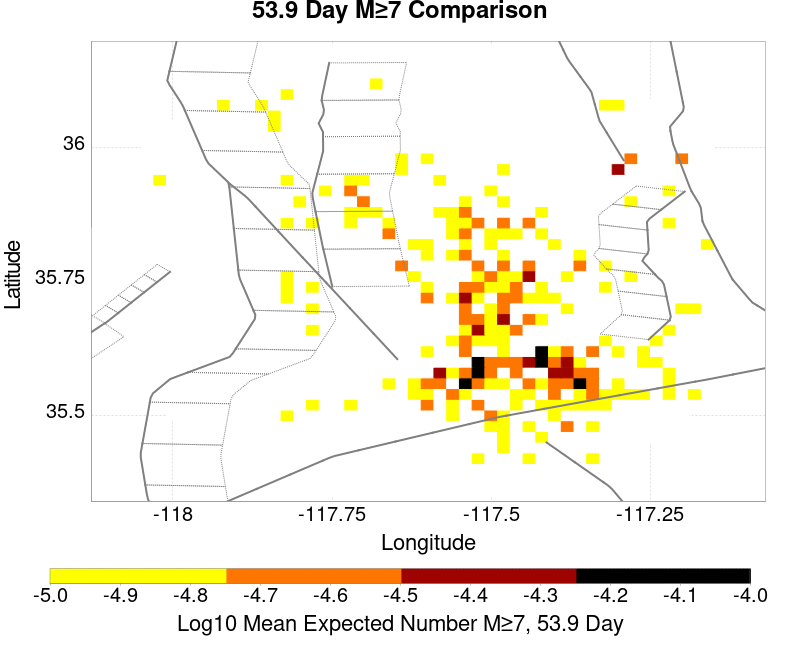 53.9 Day M≥7 Comparison
36
35.75
35.5
Latitude
-118 -117.75 -117.5 -117.25
Longitude
-5.0 -4.9 -4.8 -4.7 -4.6 -4.5 -4.4 -4.3 -4.2 -4.1 -4.0
Log10 Mean Expected Number M≥7, 53.9 Day